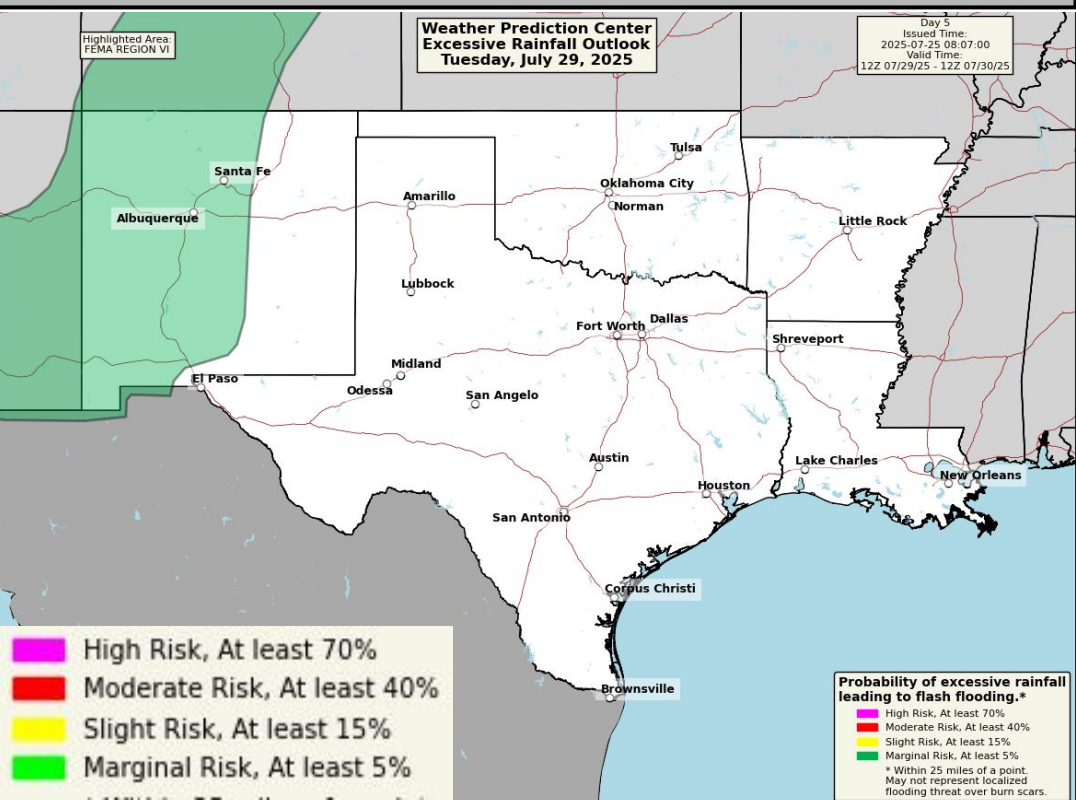 Highlighted Area:
FEMA REGION VI
Weather Prediction Center
Excessive Rainfall Outlook
Tuesday, July 29, 2025
Day 5
Issued Time:
2025-07-25 08:07:00
Valid Time:
12Z 07/29/25 - 12Z 07/30/25
Tulsa
Santa Fe
Oklahoma City
Amarillo
Norman
Albuquerque
Little Rock
Lubbock
Dallas
Fort Worth
Shreveport
Midland
El Paso
Odessa
San Angelo
Austin
Lake Charles
New Orleans
Houston
San Antonio
Corpus Christi
Brownsville
High Risk, At least 70%
Moderate Risk, At least 40%
Slight Risk, At least 15%
Marginal Risk, At least 5%
Probability of excessive rainfall
leading to flash flooding.*
High Risk, At least 70%
Moderate Risk, At least 40%
Slight Risk, At least 15%
Marginal Risk, At least 5%
* Within 25 miles of a point.
May not represent localized
flooding threat over burn scars.